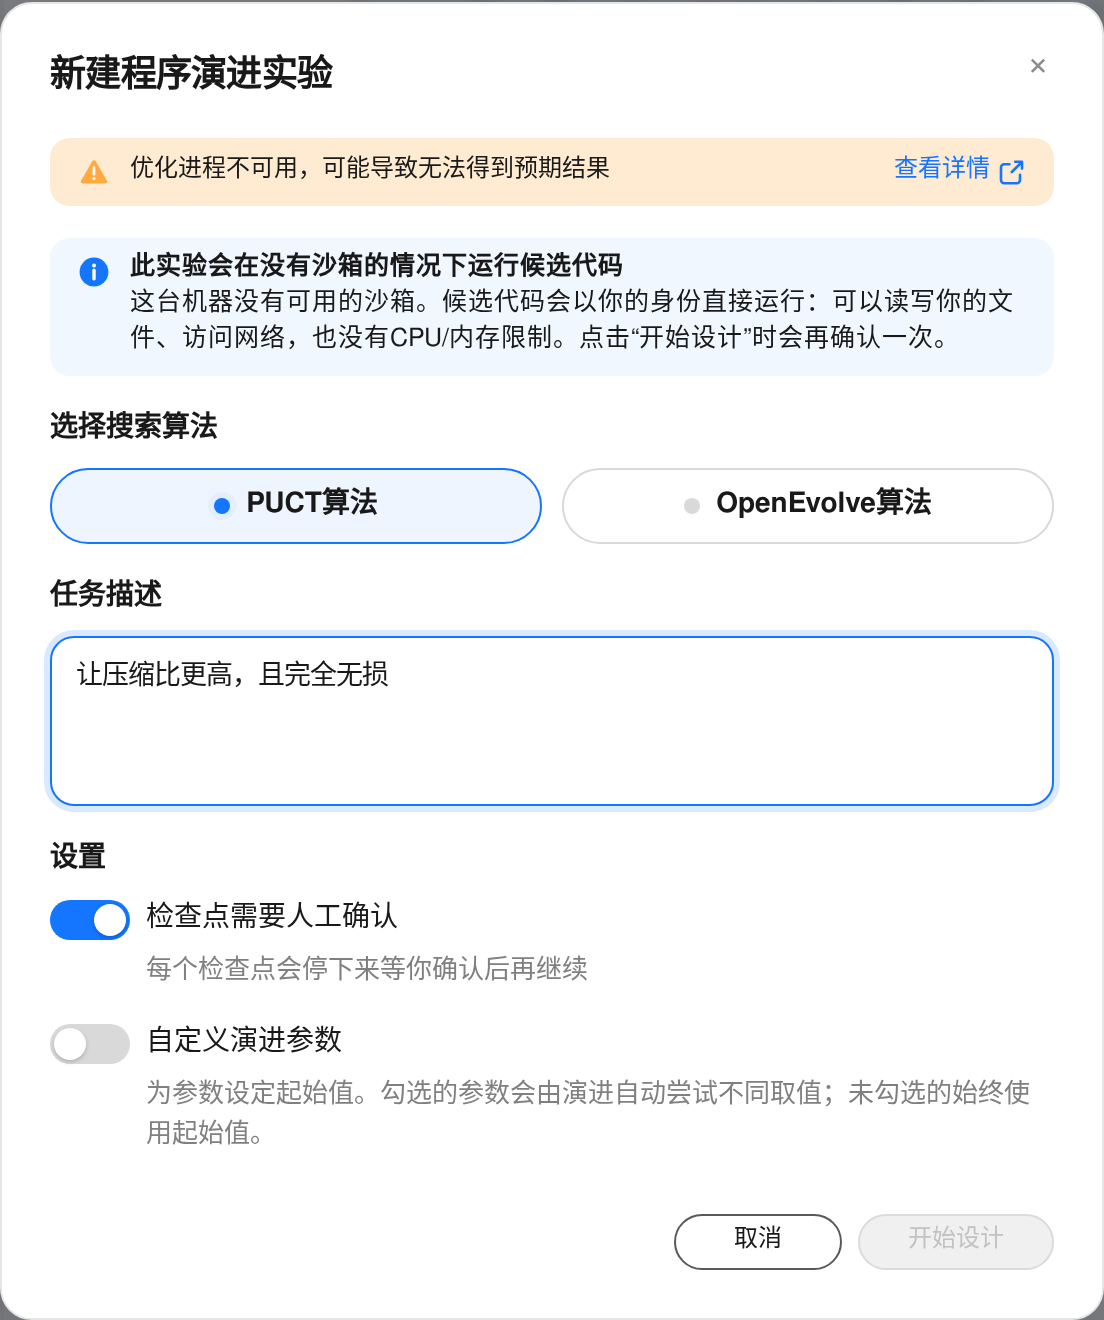 新建程序演进实验
优化进程不可用，可能导致无法得到预期结果
查看详情
此实验会在没有沙箱的情况下运行候选代码
这台机器没有可用的沙箱。候选代码会以你的身份直接运行：可以读写你的文
件、访问网络，也没有CPU/内存限制。点击“开始设计”时会再确认一次。
选择搜索算法
PUCT算法
OpenEvolve算法
任务描述
让压缩比更高，且完全无损
设置
检查点需要人工确认
每个检查点会停下来等你确认后再继续
自定义演进参数
为参数设定起始值。勾选的参数会由演进自动尝试不同取值；未勾选的始终使
用起始值。
取消
开始设计